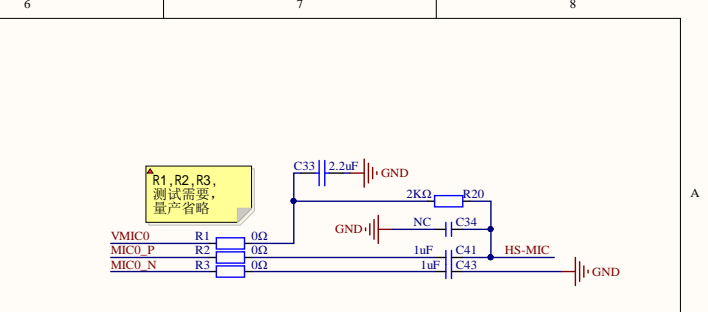 6 7 8
A
C33 2.2uF GND
R1,R2,R3,
测试需要，
量产省略
2KΩ R20
GND NC C34
VMIC0 R1 0Ω
MIC0_P R2 0Ω 1uF C41 HS-MIC
MIC0_N R3 0Ω 1uF C43 GND